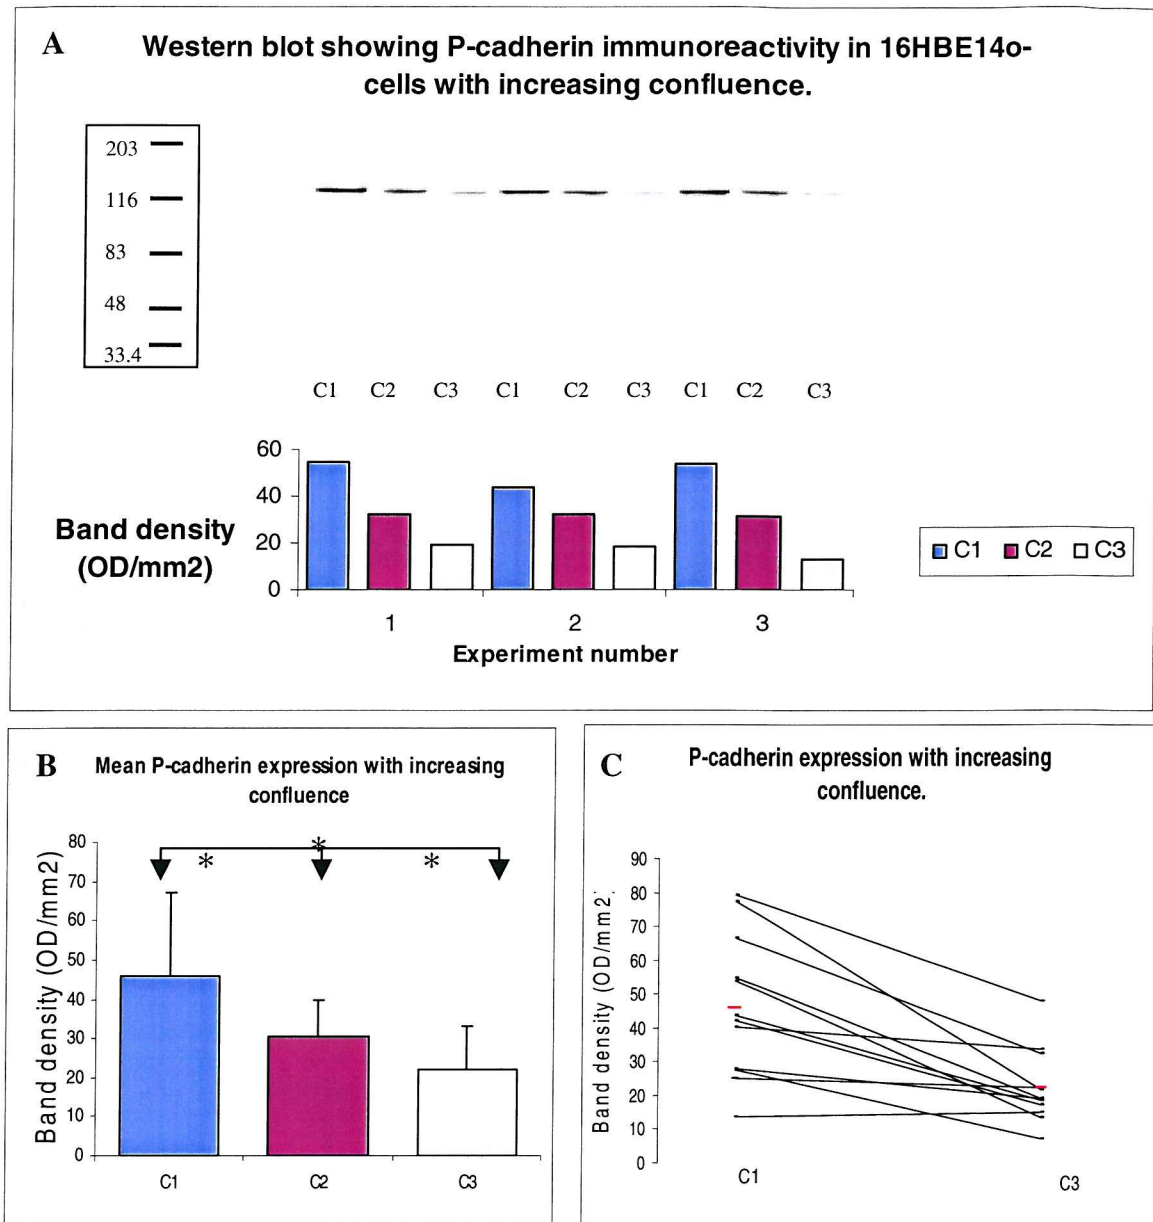 A
Western blot showing P-cadherin immunoreactivity in 16HBE14o-
cells with increasing confluence.
203
116
83
48
33.4
C1 C2 C3 C1 C2 C3 C1 C2 C3
60
40
20
0
Band density
(OD/mm2)
1 2 3
Experiment number
C1 C2 C3
B
Mean P-cadherin expression with increasing
confluence
Band density (OD/mm2)
80
70
60
50
40
30
20
10
0
* * *
C1 C2 C3
C
P-cadherin expression with increasing
confluence.
Band density (OD/mm2)
90
80
70
60
50
40
30
20
10
0
C1 C3